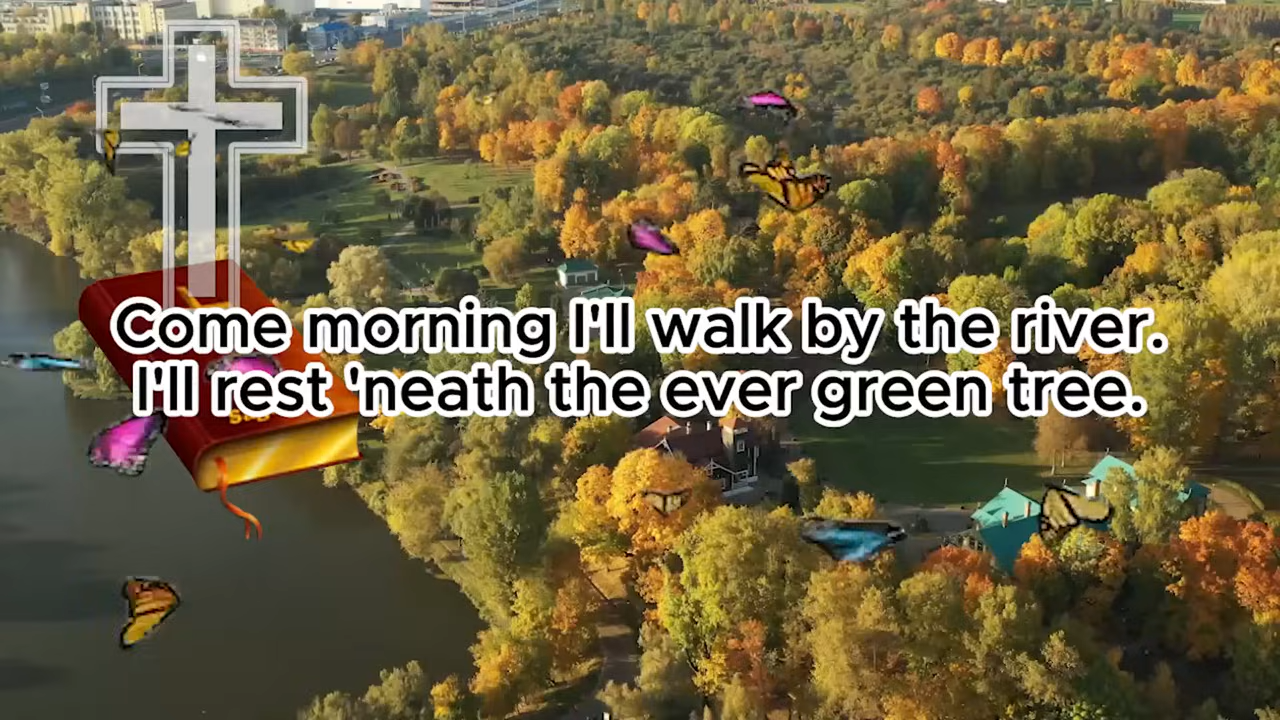 Come morning I'll walk by the river.
I'll rest 'neath the ever green tree.